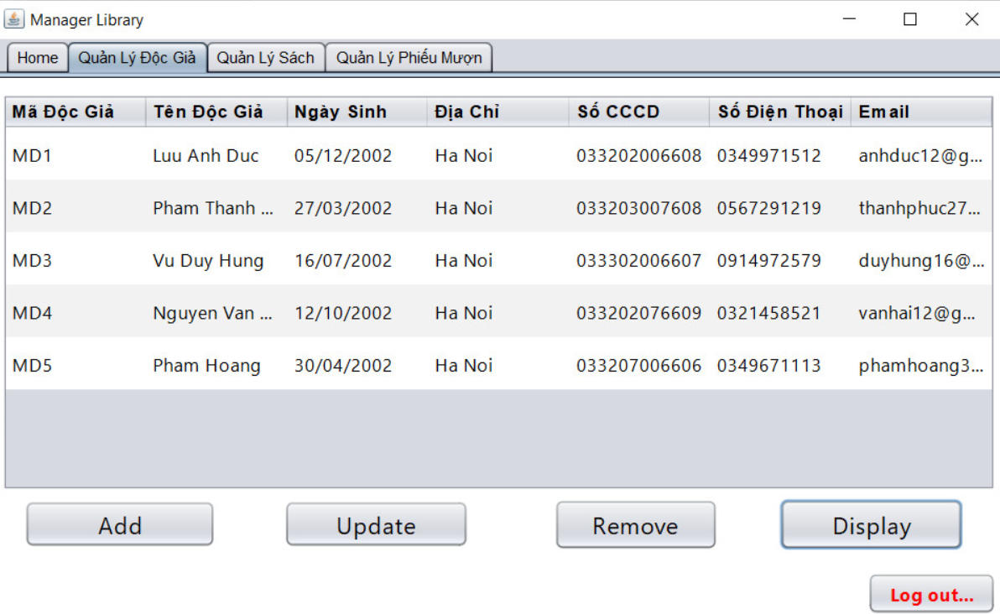 Manager Library
Home Quản Lý Độc Giả Quản Lý Sách Quản Lý Phiếu Mượn
Mã Độc Giả Tên Độc Giả Ngày Sinh Địa Chỉ Số CCCD Số Điện Thoại Email
MD1 Luu Anh Duc 05/12/2002 Ha Noi 033202006608 0349971512 anhduc12@g...
MD2 Pham Thanh ... 27/03/2002 Ha Noi 033203007608 0567291219 thanhphuc27...
MD3 Vu Duy Hung 16/07/2002 Ha Noi 033302006607 0914972579 duyhung16@...
MD4 Nguyen Van ... 12/10/2002 Ha Noi 033202076609 0321458521 vanhai12@g...
MD5 Pham Hoang 30/04/2002 Ha Noi 033207006606 0349671113 phamhoang3...
Add Update Remove Display
Log out...